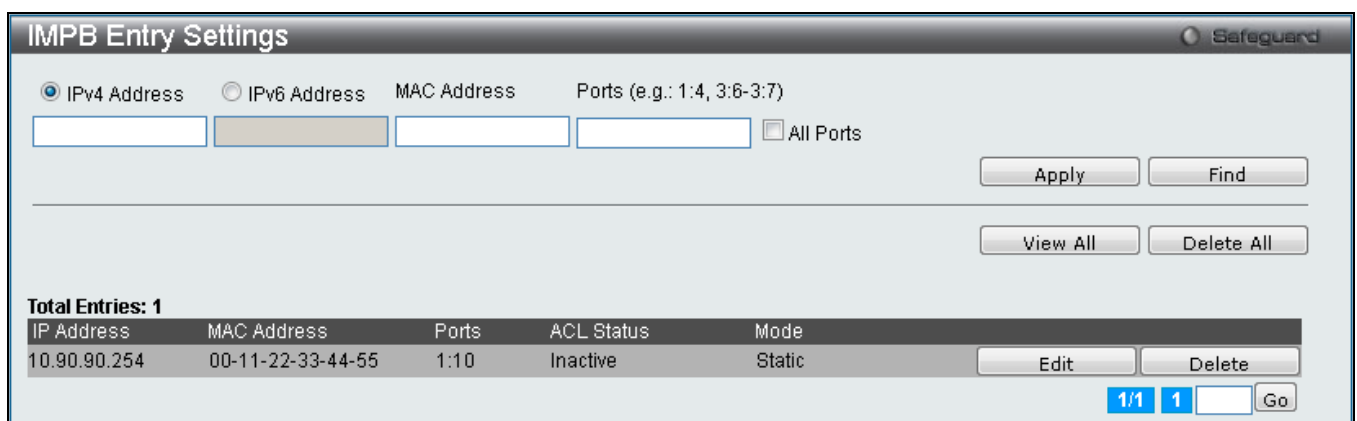 IMPB Entry Settings
Safeguard
IPv4 Address IPv6 Address MAC Address Ports (e.g.: 1:4, 3:6-3:7)
All Ports
Apply Find
View All Delete All
Total Entries: 1
IP Address MAC Address Ports ACL Status Mode
10.90.90.254 00-11-22-33-44-55 1:10 Inactive Static Edit Delete
1/1 1 Go